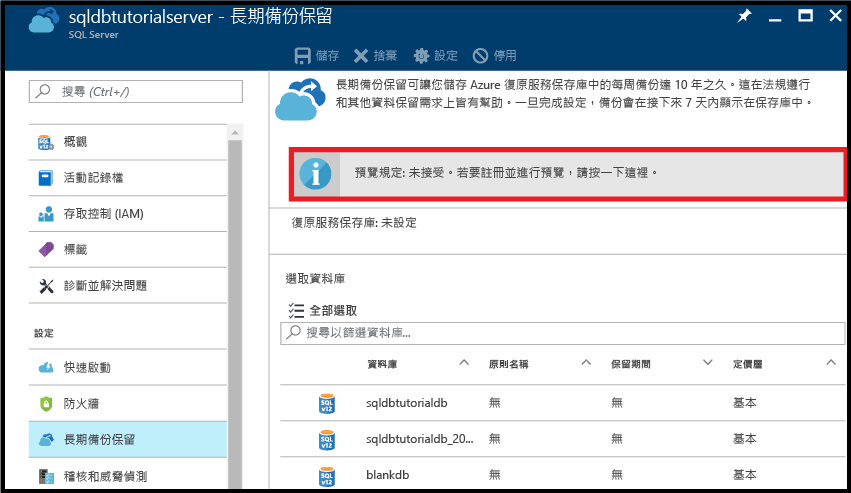 sqldbtutorialserver - 長期備份保留
SQL Server
儲存 捨棄 設定 停用
搜尋 (Ctrl+/)
概觀
活動記錄檔
存取控制 (IAM)
標籤
診斷並解決問題
設定
快速啟動
防火牆
長期備份保留
稽核和威脅偵測
長期備份保留可讓您儲存 Azure 復原服務保存庫中的每周備份達 10 年之久。這在法規遵行
和其他資料保留需求上皆有幫助。一旦完成設定，備份會在接下來 7 天內顯示在保存庫中。
預覽規定: 未接受。若要註冊並進行預覽，請按一下這裡。
復原服務保存庫: 未設定
選取資料庫
全部選取
搜尋以篩選資料庫...
資料庫 原則名稱 保留期間 定價層
SQL v12 sqldbtutorialdb 無 無 基本
SQL v12 sqldbtutorialdb_20... 無 無 基本
SQL v12 blankdb 無 無 基本